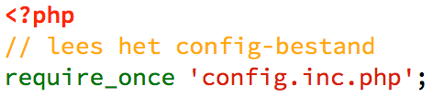 <?php
// lees het config-bestand
require_once 'config.inc.php';